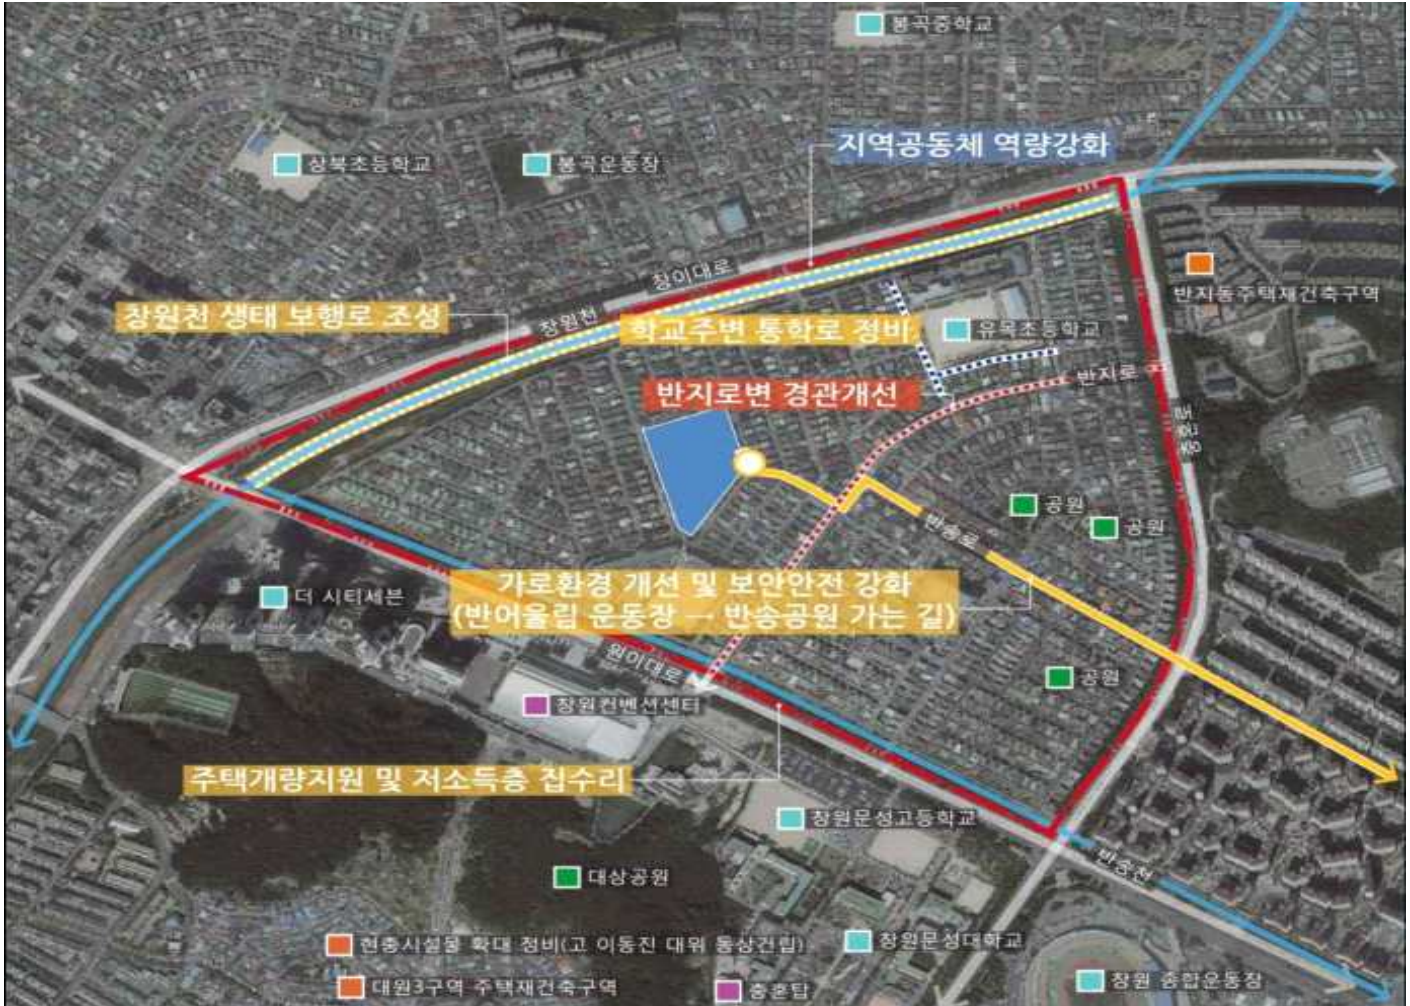 봉곡중학교
지역공동체 역량강화
상북초등학교
봉곡운동장
창이대로
반지동주택재건축구역
창원천 생태 보행로 조성
창원천
학교주변 통학로 정비
유목초등학교
반지로변 경관개선
반지로
용호로
공원
공원
반송로
가로환경 개선 및 보안안전 강화
(반어울림 운동장 → 반송공원 가는 길)
더 시티세븐
원이대로
공원
창원컨벤션센터
주택개량지원 및 저소득층 집수리
창원문성고등학교
반송천
대상공원
현충시설물 확대 정비(고 이동진 대위 동상건립)
창원문성대학교
대원3구역 주택재건축구역
충혼탑
창원 종합운동장